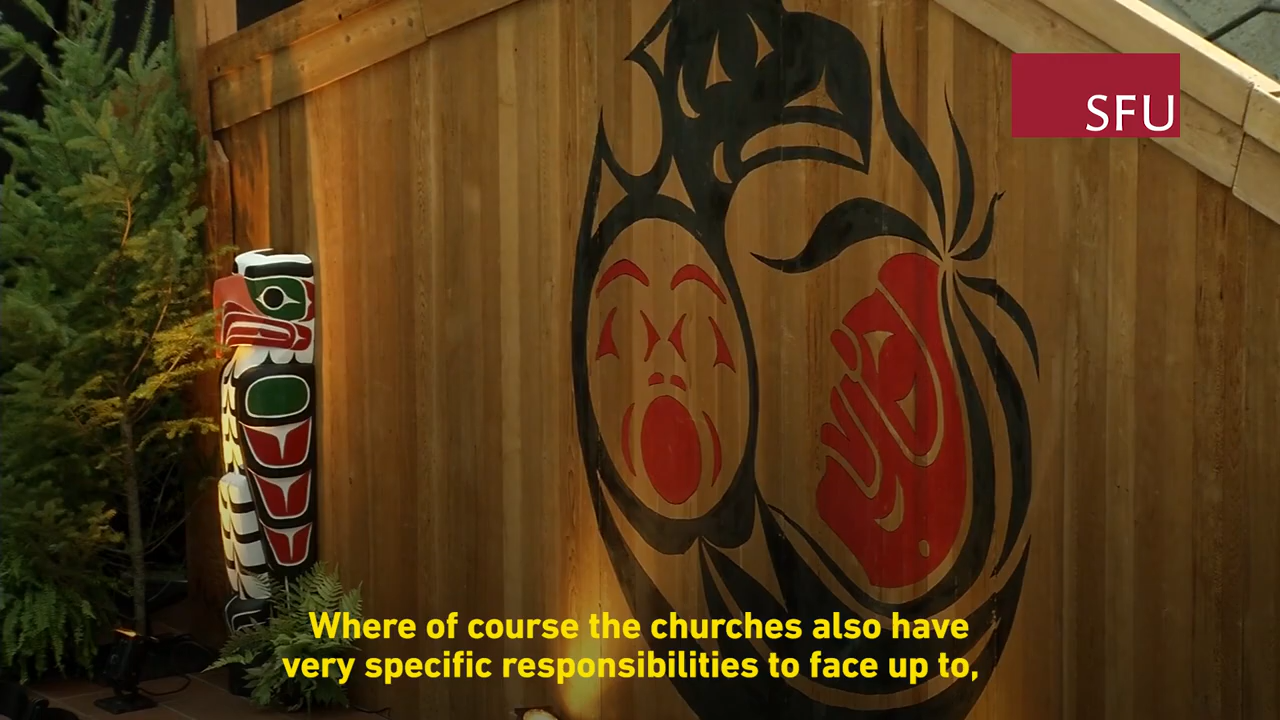 SFU
Where of course the churches also have
very specific responsibilities to face up to,